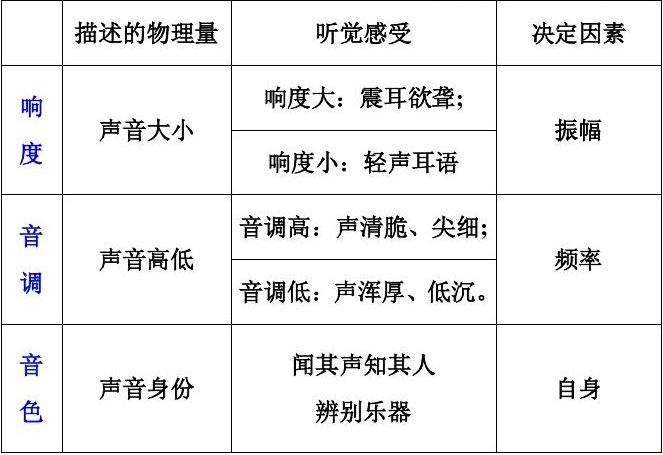 描述的物理量 听觉感受 决定因素
响度 声音大小 响度大：震耳欲聋； 振幅
响度小：轻声耳语
音调 声音高低 音调高：声清脆、尖细； 频率
音调低：声浑厚、低沉。
音色 声音身份 闻其声知其人 自身
辨别乐器